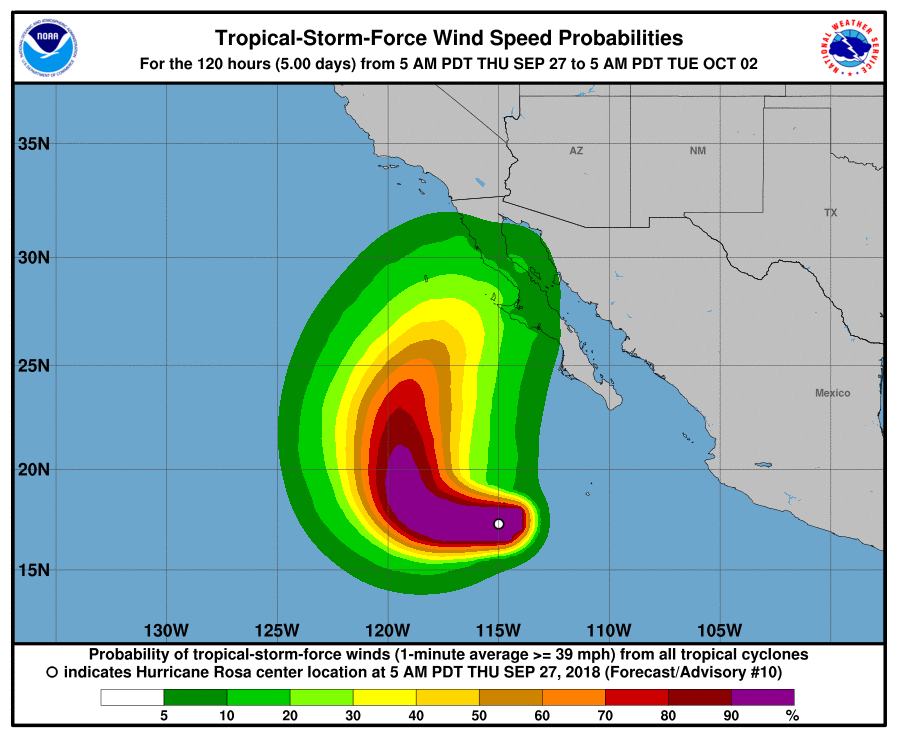 Tropical-Storm-Force Wind Speed Probabilities
For the 120 hours (5.00 days) from 5 AM PDT THU SEP 27 to 5 AM PDT TUE OCT 02
NOAA
NATIONAL WEATHER SERVICE
35N
AZ
NM
TX
30N
25N
Mexico
20N
15N
130W 125W 120W 115W 110W 105W
Probability of tropical-storm-force winds (1-minute average >= 39 mph) from all tropical cyclones
indicates Hurricane Rosa center location at 5 AM PDT THU SEP 27, 2018 (Forecast/Advisory #10)
5 10 20 30 40 50 60 70 80 90 %